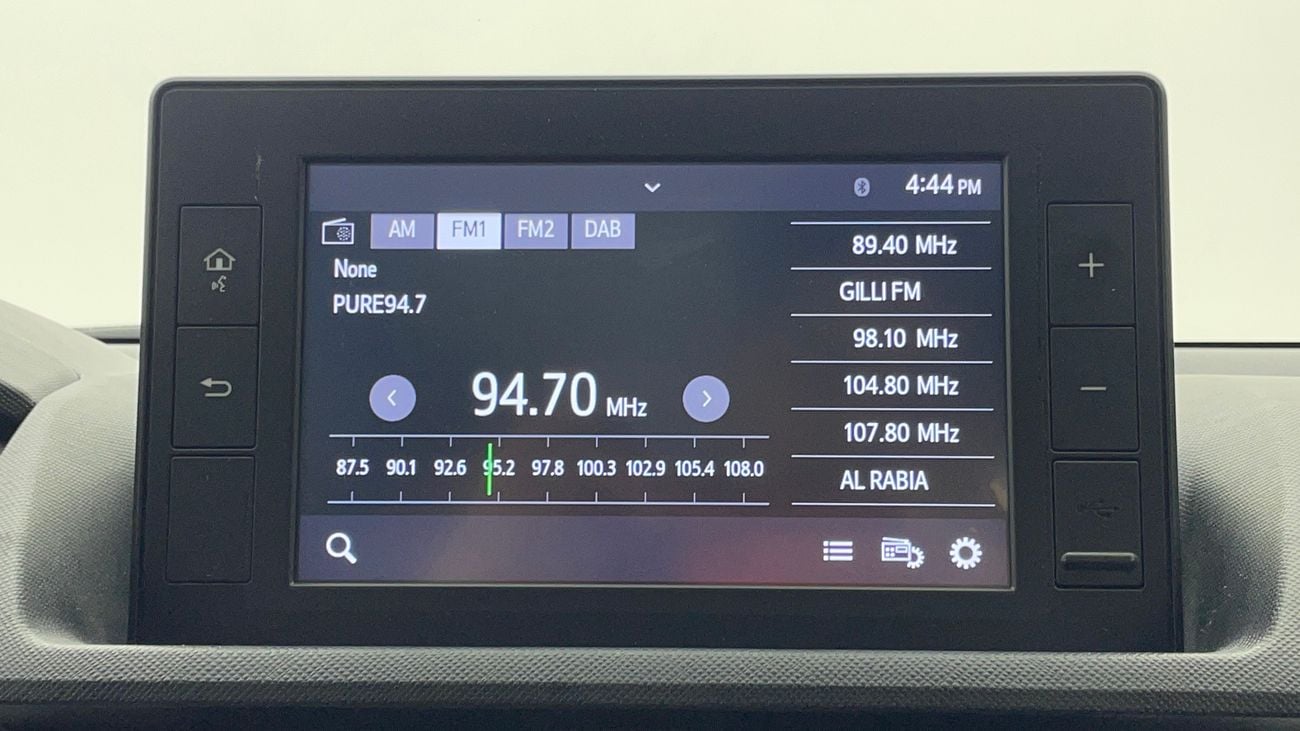 4:44 PM
AM FM1 FM2 DAB
None
PURE94.7
94.70 MHz
87.5 90.1 92.6 95.2 97.8 100.3 102.9 105.4 108.0
89.40 MHz
GILLI FM
98.10 MHz
104.80 MHz
107.80 MHz
AL RABIA